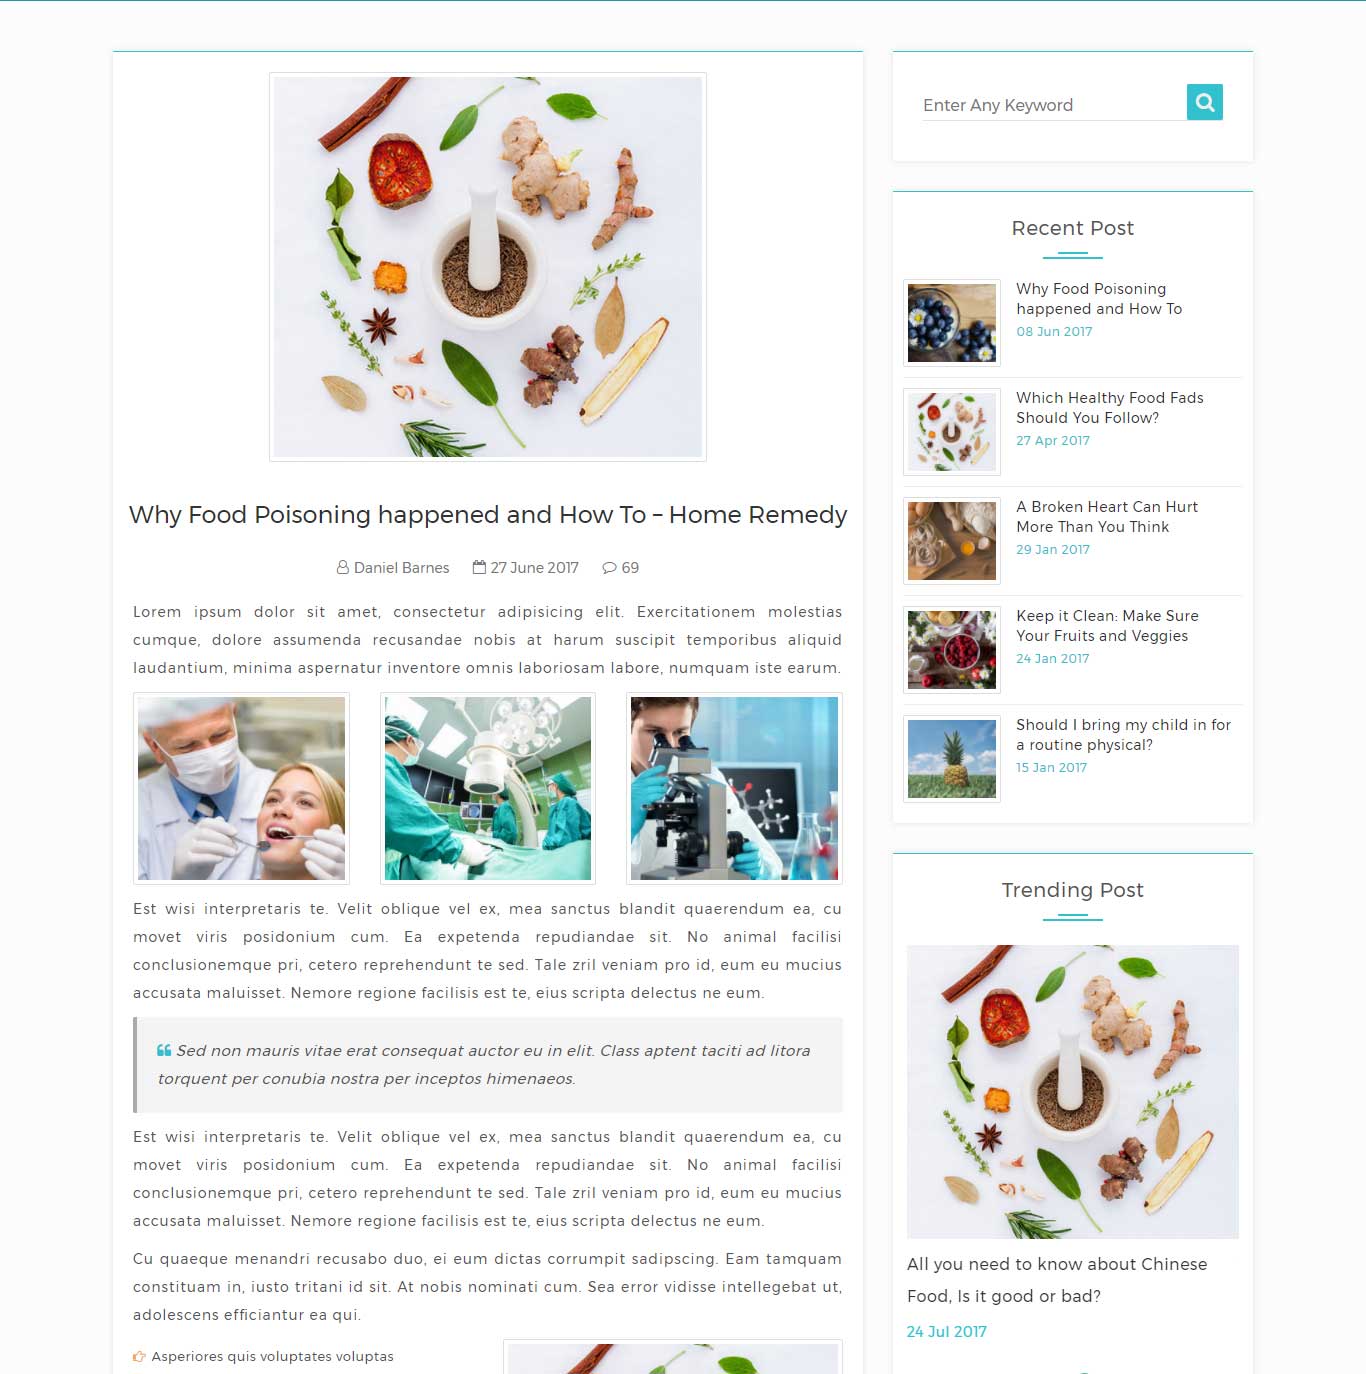 Why Food Poisoning happened and How To – Home Remedy
Daniel Barnes 27 June 2017 69
Lorem ipsum dolor sit amet, consectetur adipisicing elit. Exercitationem molestias
cumque, dolore assumenda recusandae nobis at harum suscipit temporibus aliquid
laudantium, minima aspernatur inventore omnis laboriosam labore, numquam iste earum.
Est wisi interpretaris te. Velit oblique vel ex, mea sanctus blandit quaerendum ea, cu
movet viris posidonium cum. Ea expetenda repudiandae sit. No animal facilisi
conclusionemque pri, cetero reprehendunt te sed. Tale zril veniam pro id, eum eu mucius
accusata maluisset. Nemore regione facilisis est te, eius scripta delectus ne eum.
Sed non mauris vitae erat consequat auctor eu in elit. Class aptent taciti ad litora
torquent per conubia nostra per inceptos himenaeos.
Est wisi interpretaris te. Velit oblique vel ex, mea sanctus blandit quaerendum ea, cu
movet viris posidonium cum. Ea expetenda repudiandae sit. No animal facilisi
conclusionemque pri, cetero reprehendunt te sed. Tale zril veniam pro id, eum eu mucius
accusata maluisset. Nemore regione facilisis est te, eius scripta delectus ne eum.
Cu quaeque menandri recusabo duo, ei eum dictas corrumpit sadipscing. Eam tamquam
constituam in, iusto tritani id sit. At nobis nominati cum. Sea error vidisse intellegebat ut,
adolescens efficiantur ea qui.
Asperiores quis voluptates voluptas
Enter Any Keyword
Recent Post
Why Food Poisoning
happened and How To
08 Jun 2017
Which Healthy Food Fads
Should You Follow?
27 Apr 2017
A Broken Heart Can Hurt
More Than You Think
29 Jan 2017
Keep it Clean: Make Sure
Your Fruits and Veggies
24 Jan 2017
Should I bring my child in for
a routine physical?
15 Jan 2017
Trending Post
All you need to know about Chinese
Food, Is it good or bad?
24 Jul 2017